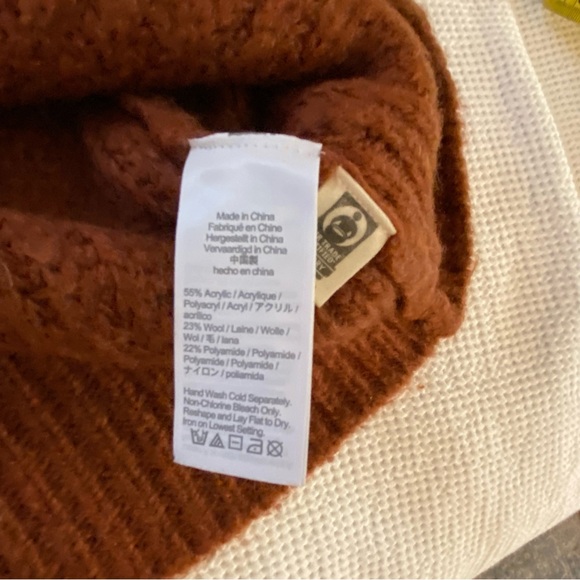 Made in China
Fabriqué en Chine
Hergestellt in China
Vervaardigd in China
中国製
hecho en china
55% Acrylic / Acrylique /
Polyacryl / Acryl / アクリル /
acrílico
23% Wool / Laine / Wolle /
Wol / 毛 / lana
22% Polyamide / Polyamide /
Polyamide / Polyamide /
ナイロン / poliamida
Hand Wash Cold Separately.
Non-Chlorine Bleach Only.
Reshape and Lay Flat to Dry.
Iron on Lowest Setting.